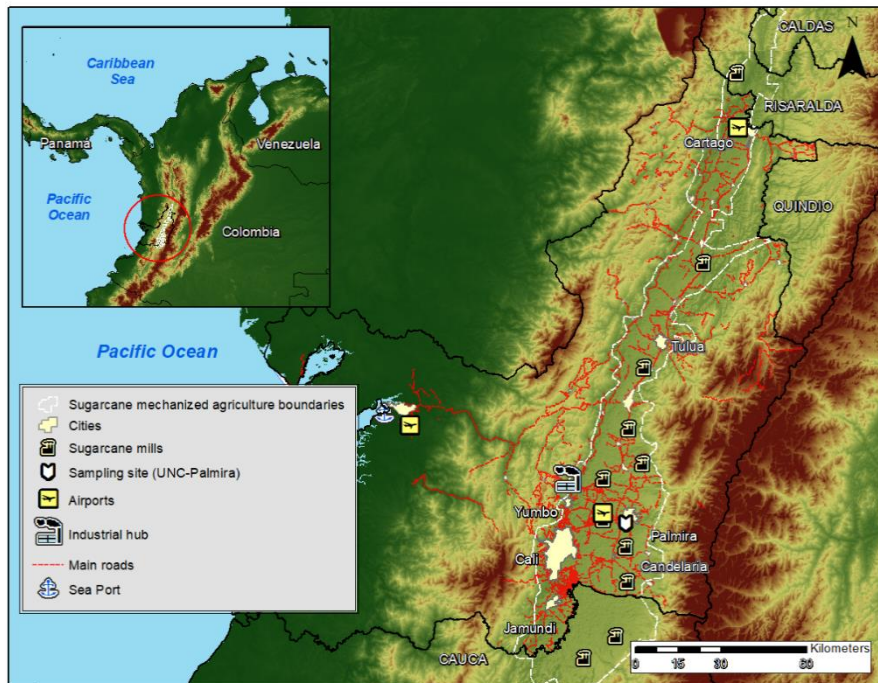 Caribbean
Sea
Panamá
Venezuela
Pacific
Ocean
Colombia
N
CALDAS
RISARALDA
Cartago
QUINDIO
Pacific Ocean
Tulua
Sugarcane mechanized agriculture boundaries
Cities
Sugarcane mills
Sampling site (UNC-Palmira)
Airports
Industrial hub
Main roads
Sea Port
Yumbo
Palmira
Cali
Candelaria
Jamundi
CAUCA
Kilometers
0 15 30 60